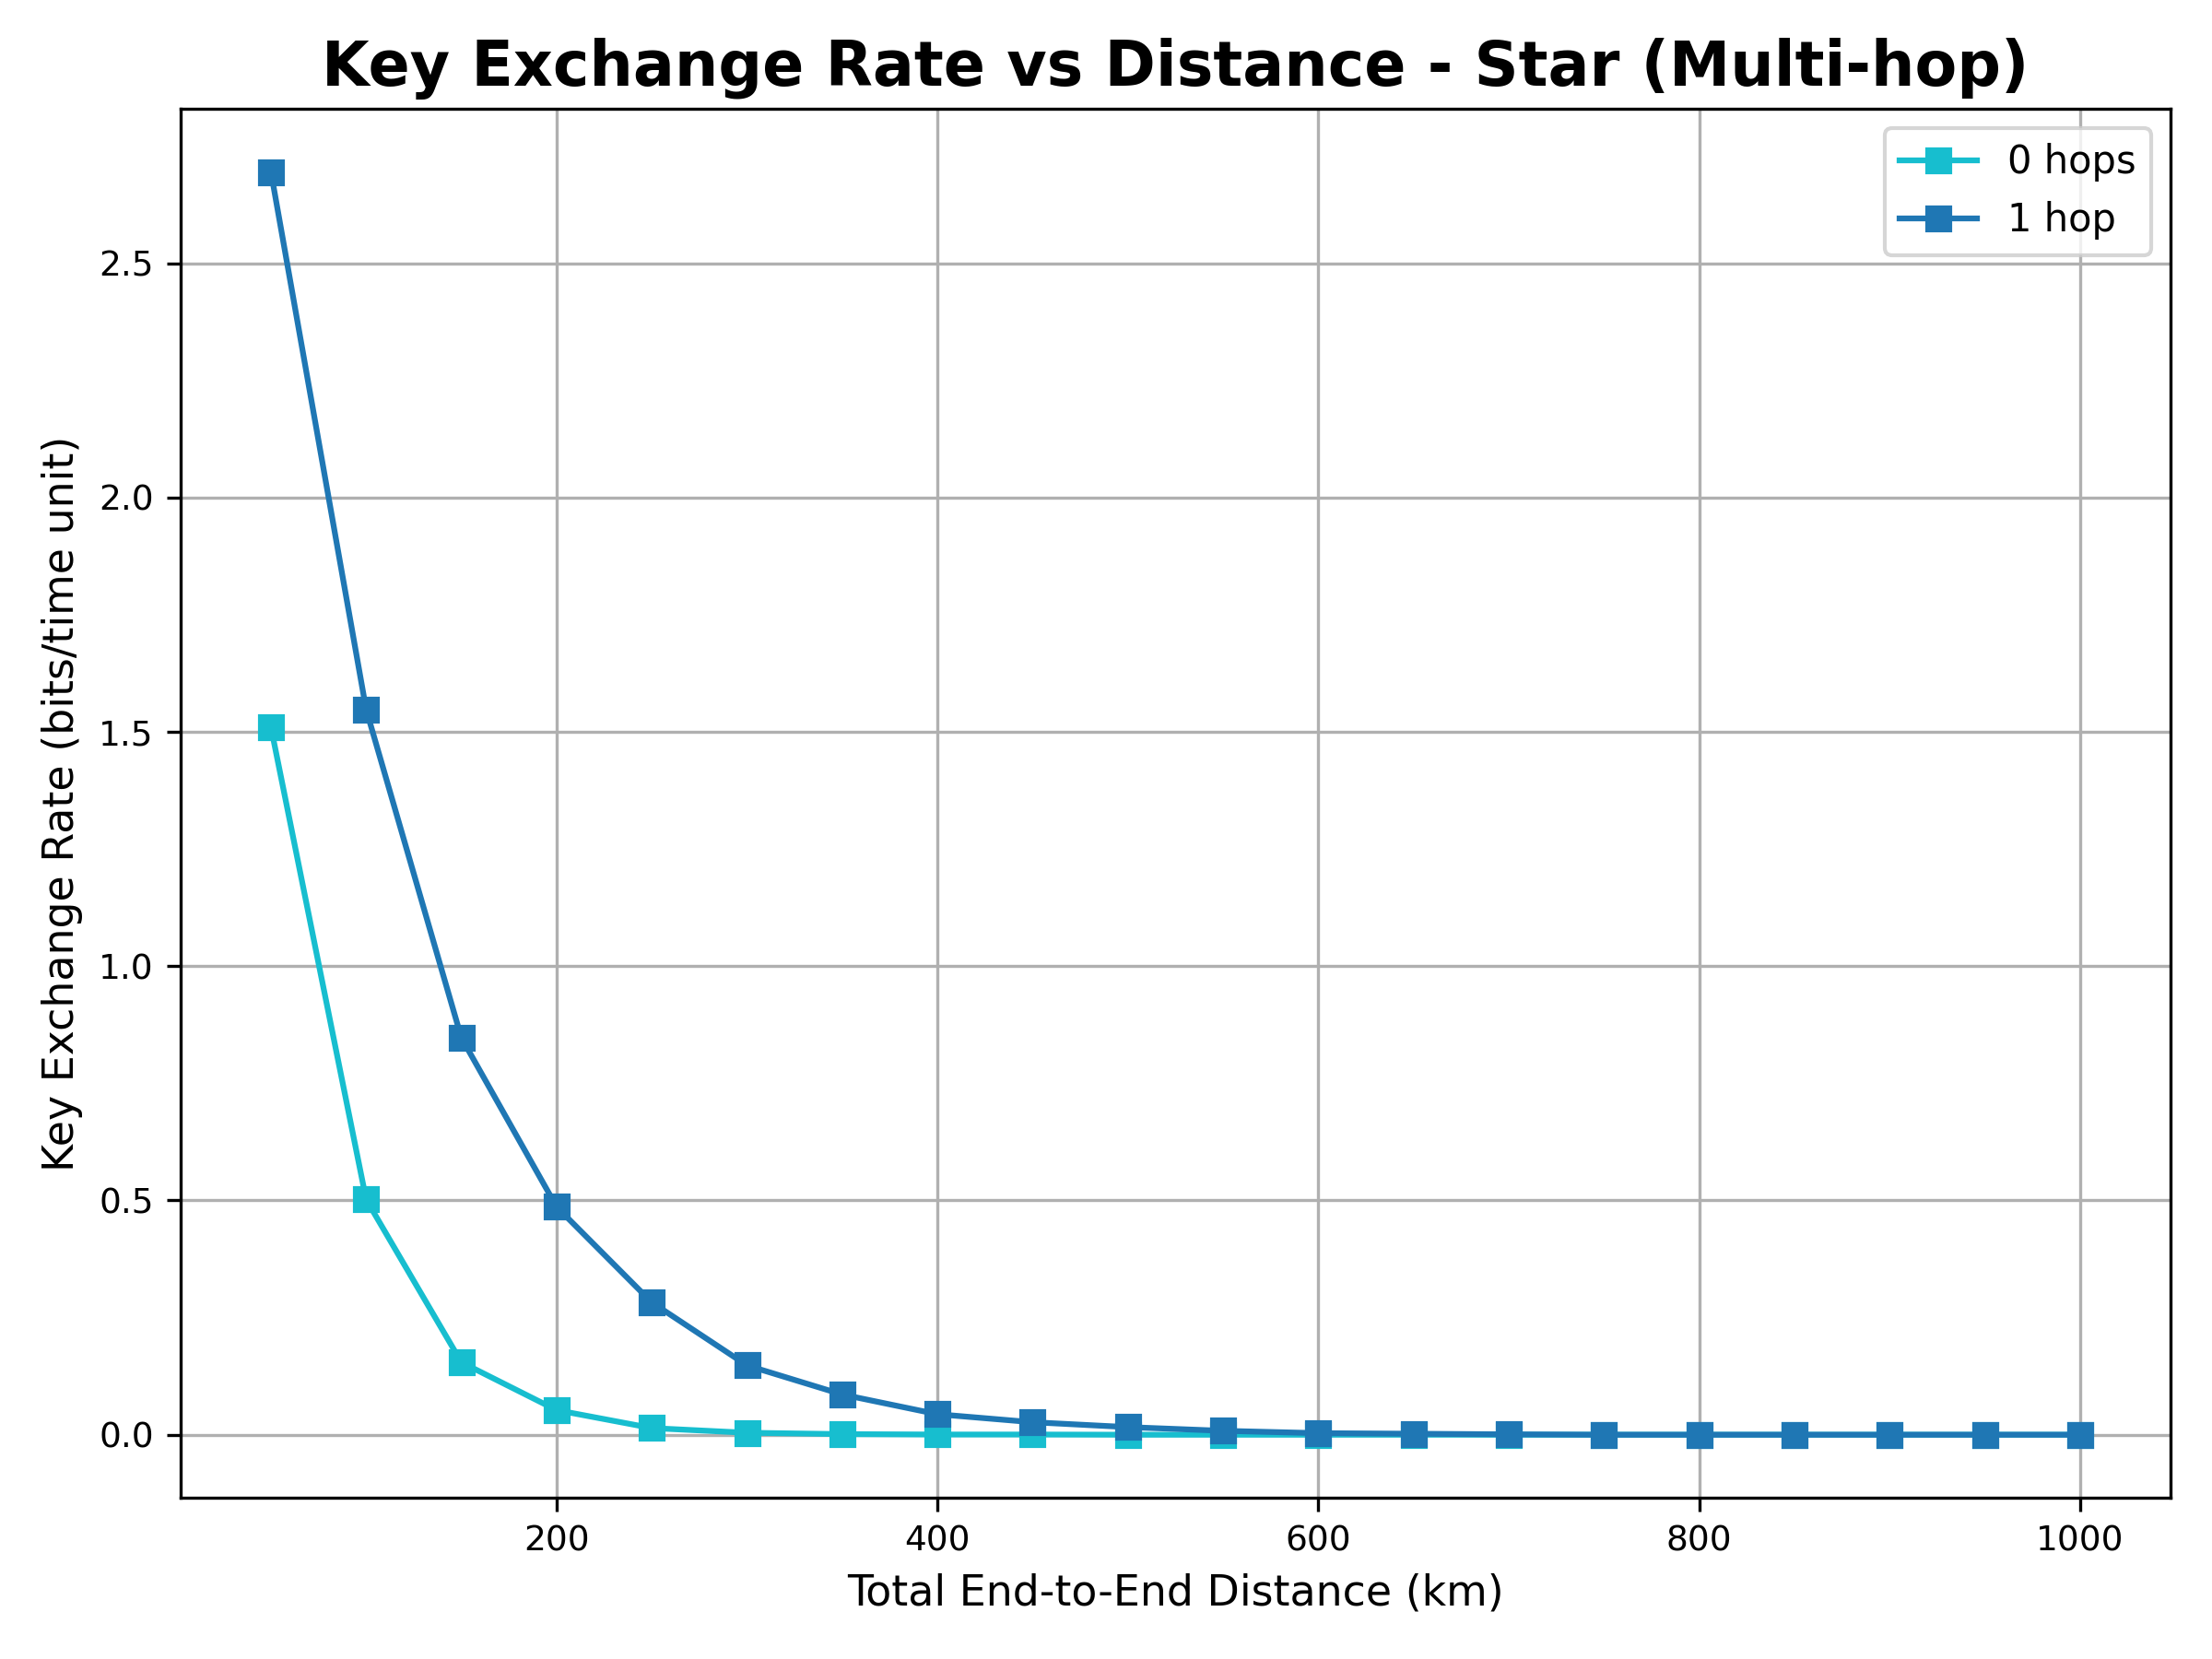 Key Exchange Rate vs Distance - Star (Multi-hop)
0 hops
1 hop
Key Exchange Rate (bits/time unit)
2.5
2.0
1.5
1.0
0.5
0.0
200 400 600 800 1000
Total End-to-End Distance (km)